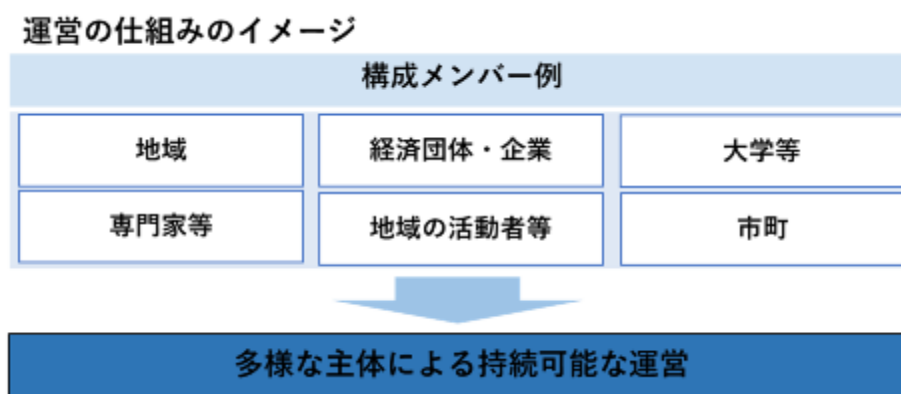 運営の仕組みのイメージ
構成メンバー例
地域
経済団体・企業
大学等
専門家等
地域の活動者等
市町
多様な主体による持続可能な運営